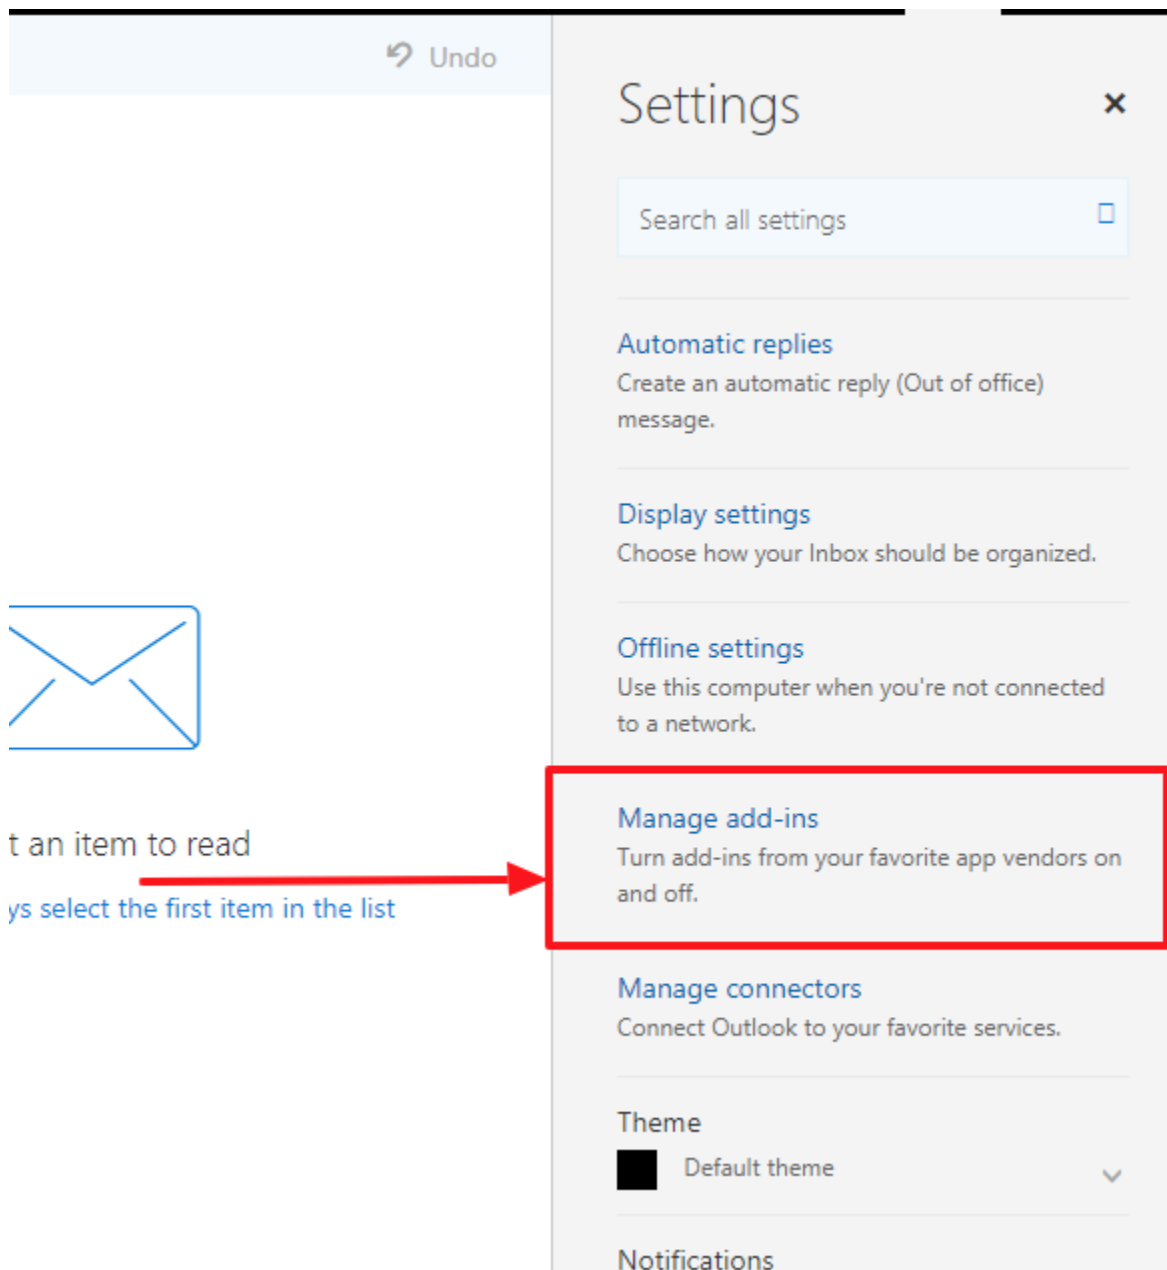 Undo
Settings
Search all settings
Automatic replies
Create an automatic reply (Out of office)
message.
Display settings
Choose how your Inbox should be organized.
Offline settings
Use this computer when you're not connected
to a network.
t an item to read
ys select the first item in the list
Manage add-ins
Turn add-ins from your favorite app vendors on
and off.
Manage connectors
Connect Outlook to your favorite services.
Theme
Default theme
Notifications